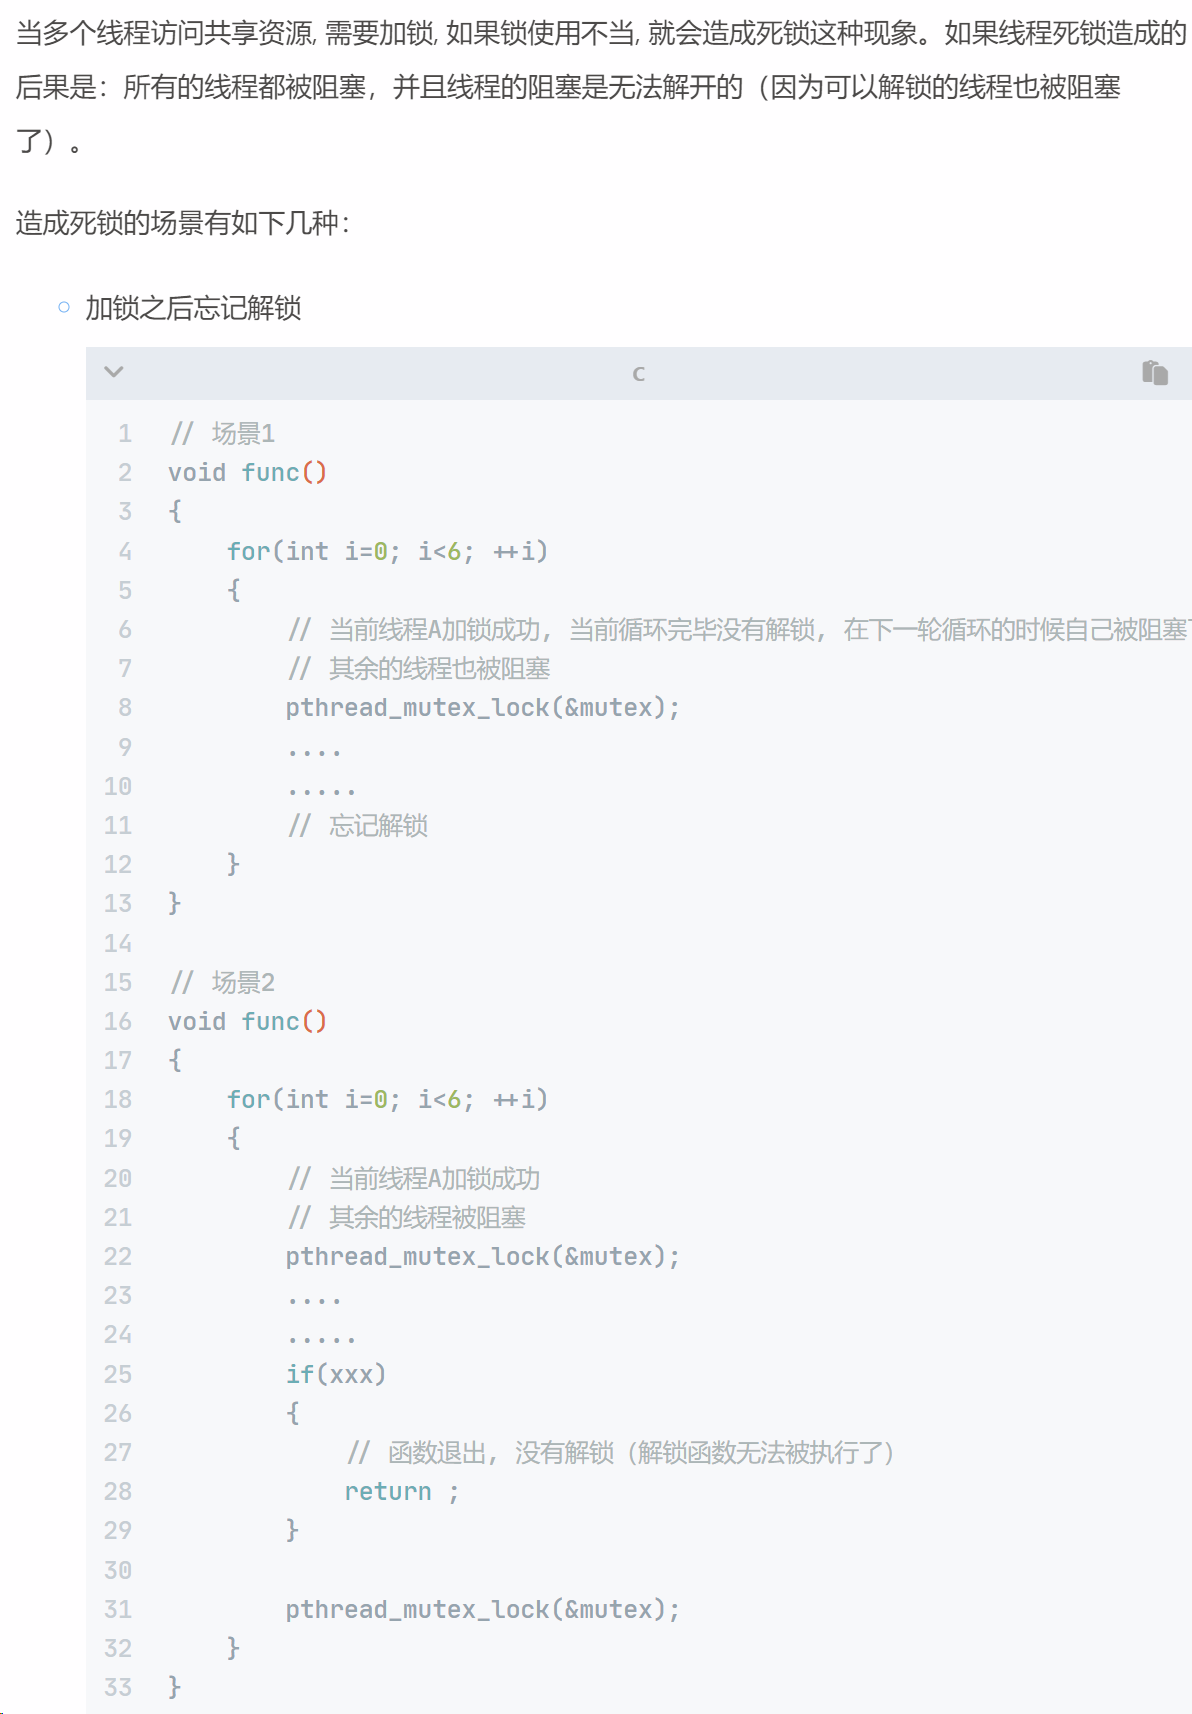 当多个线程访问共享资源, 需要加锁, 如果锁使用不当, 就会造成死锁这种现象。如果线程死锁造成的
后果是：所有的线程都被阻塞，并且线程的阻塞是无法解开的（因为可以解锁的线程也被阻塞
了）。
造成死锁的场景有如下几种：
加锁之后忘记解锁
C
1 // 场景1
2 void func()
3 {
4     for(int i=0; i<6; ++i)
5     {
6         // 当前线程A加锁成功, 当前循环完毕没有解锁, 在下一轮循环的时候自己被阻塞
7         // 其余的线程也被阻塞
8         pthread_mutex_lock(&mutex);
9         ....
10         .....
11         // 忘记解锁
12     }
13 }
14
15 // 场景2
16 void func()
17 {
18     for(int i=0; i<6; ++i)
19     {
20         // 当前线程A加锁成功
21         // 其余的线程被阻塞
22         pthread_mutex_lock(&mutex);
23         ....
24         .....
25         if(xxx)
26         {
27             // 函数退出, 没有解锁（解锁函数无法被执行了）
28             return ;
29         }
30
31         pthread_mutex_lock(&mutex);
32     }
33 }